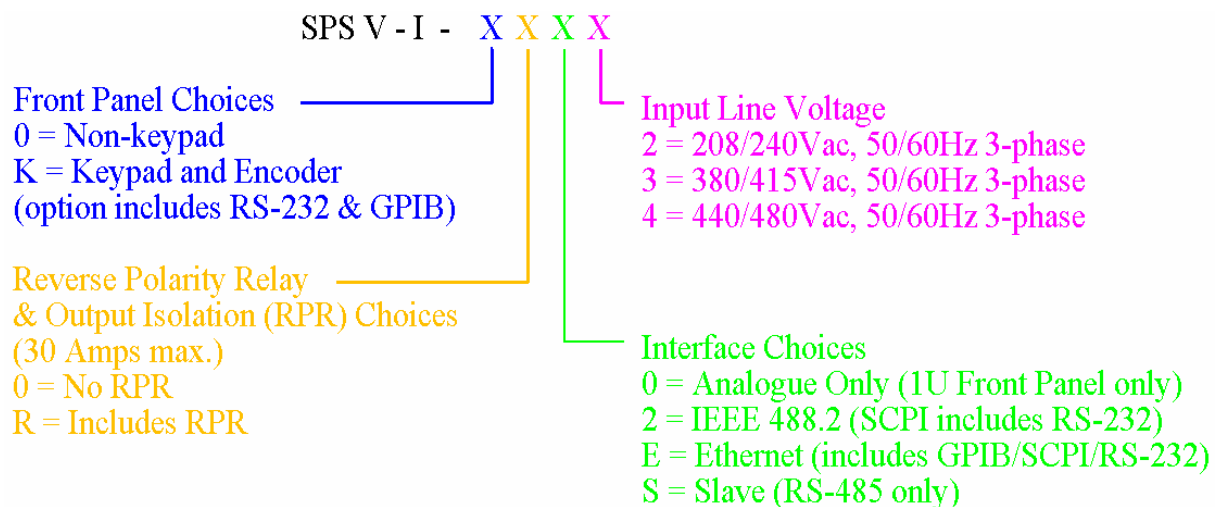 SPS V - I - X X X X
Front Panel Choices
0 = Non-keypad
K = Keypad and Encoder
(option includes RS-232 & GPIB)
Reverse Polarity Relay
& Output Isolation (RPR) Choices
(30 Amps max.)
0 = No RPR
R = Includes RPR
Input Line Voltage
2 = 208/240Vac, 50/60Hz 3-phase
3 = 380/415Vac, 50/60Hz 3-phase
4 = 440/480Vac, 50/60Hz 3-phase
Interface Choices
0 = Analogue Only (1U Front Panel only)
2 = IEEE 488.2 (SCPI includes RS-232)
E = Ethernet (includes GPIB/SCPI/RS-232)
S = Slave (RS-485 only)